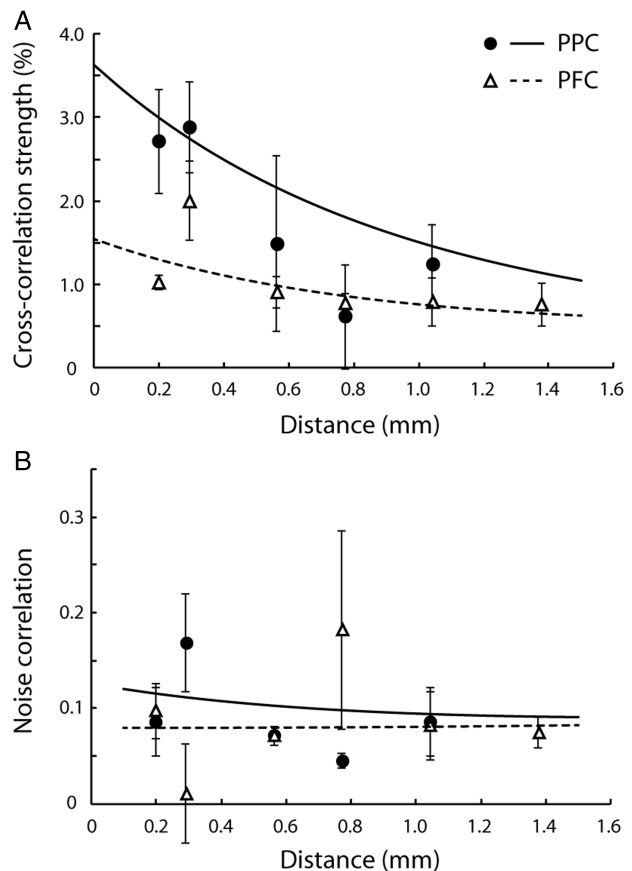 A
PPC
PFC
Cross-correlation strength (%)
4.0
3.0
2.0
1.0
0
0 0.2 0.4 0.6 0.8 1.0 1.2 1.4 1.6
Distance (mm)
B
Noise correlation
0.3
0.2
0.1
0
0 0.2 0.4 0.6 0.8 1.0 1.2 1.4 1.6
Distance (mm)